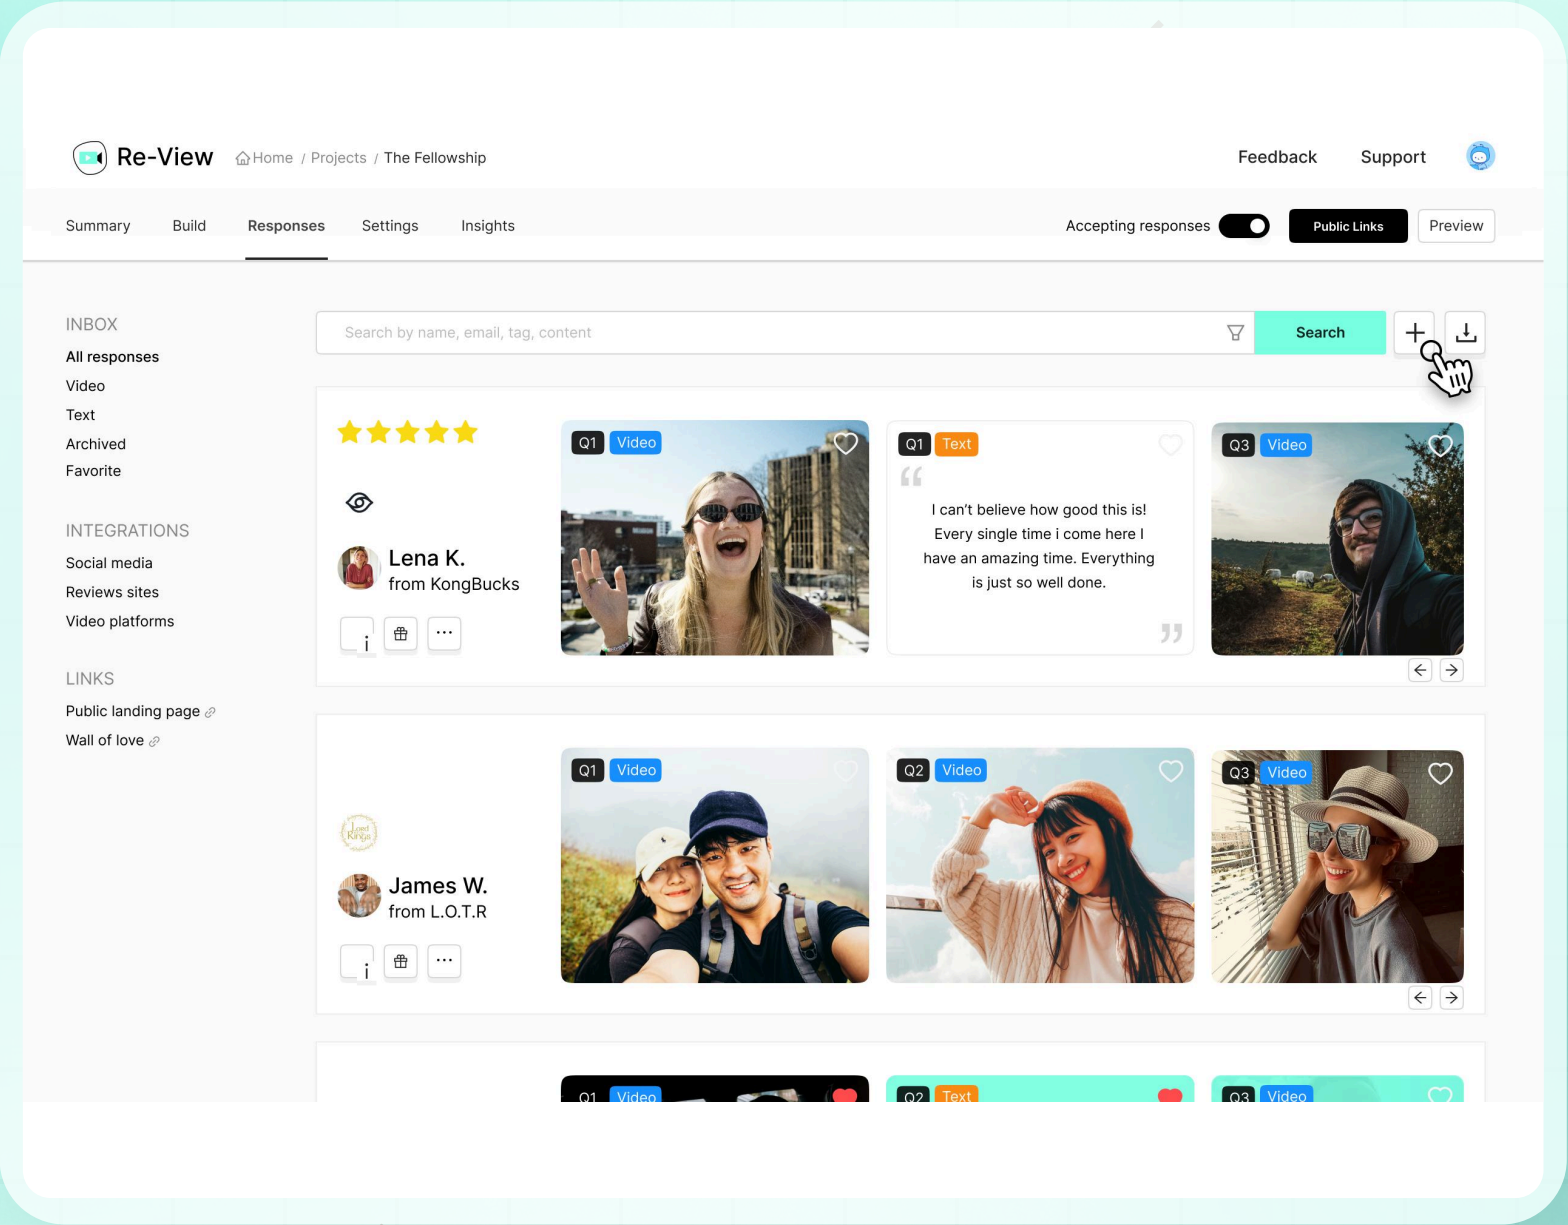 Re-View
Home / Projects / The Fellowship
Feedback
Support
Summary
Build
Responses
Settings
Insights
Accepting responses
Public Links
Preview
INBOX
All responses
Video
Text
Archived
Favorite
INTEGRATIONS
Social media
Reviews sites
Video platforms
LINKS
Public landing page
Wall of love
Search by name, email, tag, content
Search
Lena K.
from KongBucks
i
Q1 Video
Q1 Text
“
I can’t believe how good this is!
Every single time i come here I
have an amazing time. Everything
is just so well done.
”
Q3 Video
Lord
Kings
James W.
from L.O.T.R
i
Q1 Video
Q2 Video
Q3 Video
Q1 Video
Q2 Text
Q3 Video